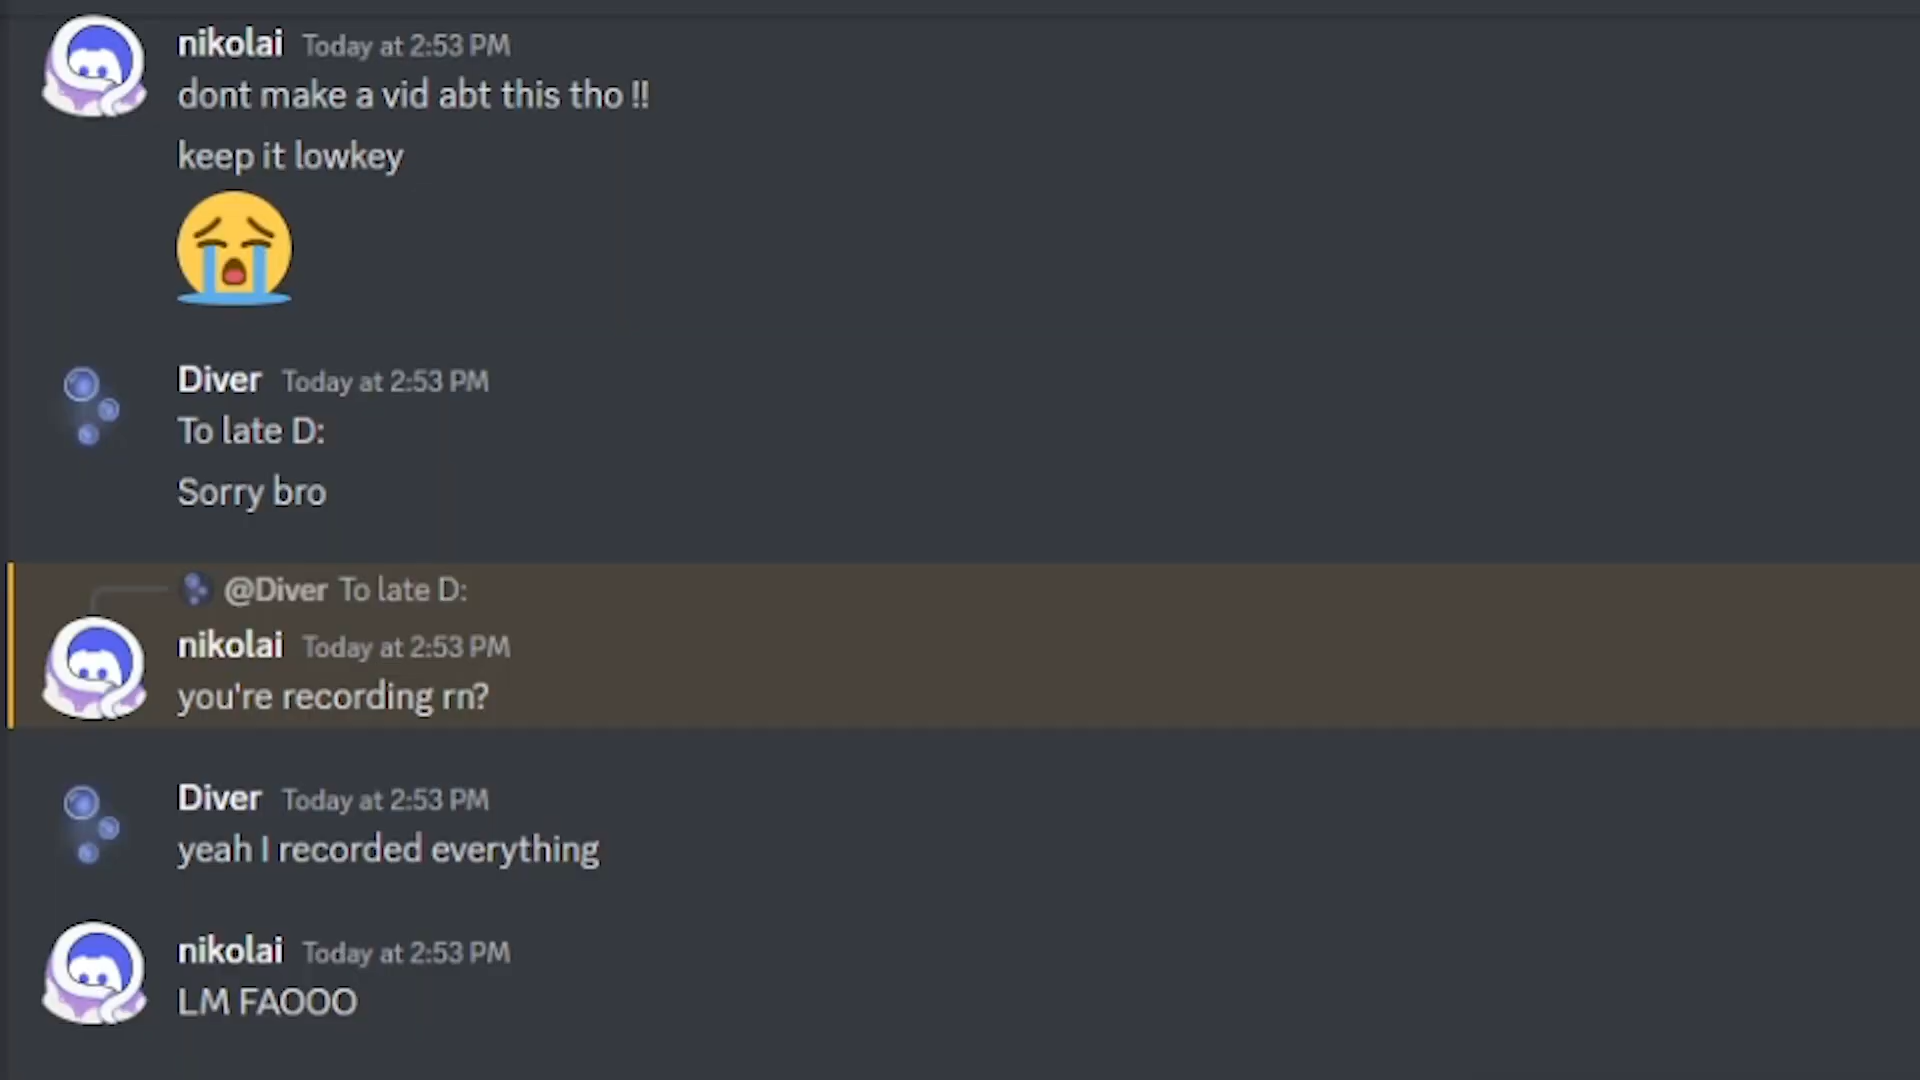 nikolai Today at 2:53 PM
dont make a vid abt this tho !!
keep it lowkey
Diver Today at 2:53 PM
To late D:
Sorry bro
@Diver To late D:
nikolai Today at 2:53 PM
you're recording rn?
Diver Today at 2:53 PM
yeah I recorded everything
nikolai Today at 2:53 PM
LM FAOOO